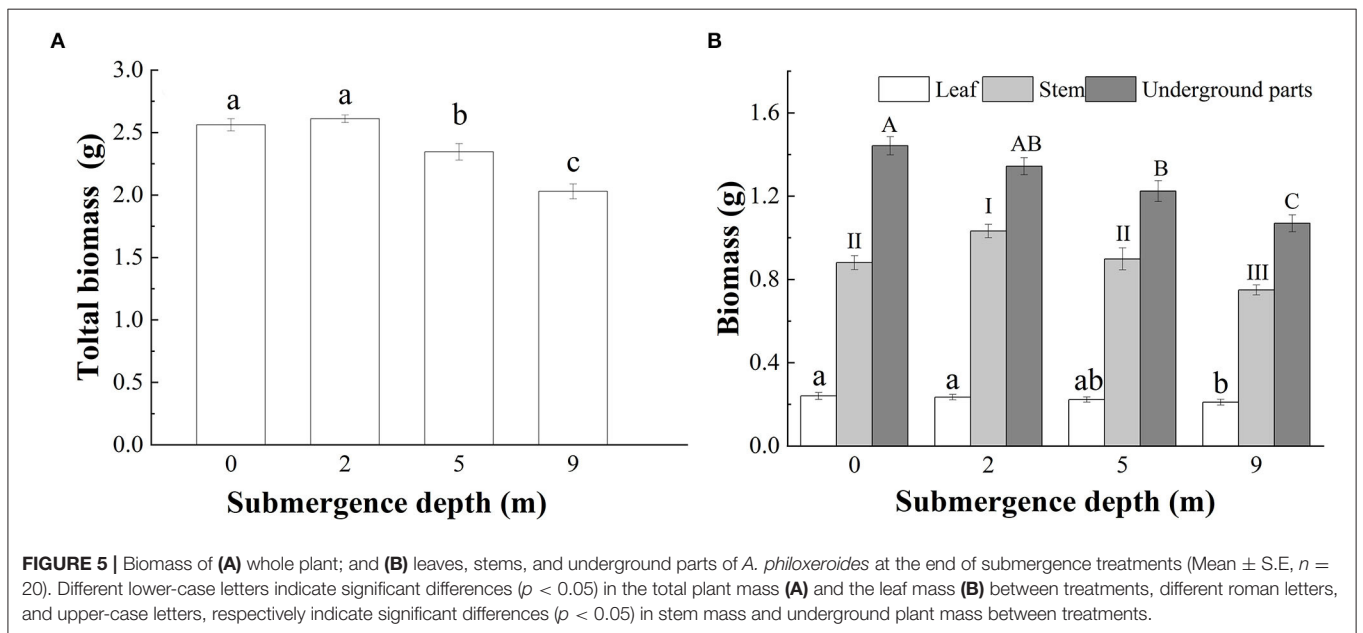 A
Toltal biomass (g)
3.0
2.5
2.0
1.5
1.0
0.5
0.0
a
a
b
c
0 2 5 9
Submergence depth (m)
B
Biomass (g)
1.6
1.2
0.8
0.4
0.0
Leaf Stem Underground parts
a II A
a I AB
ab II B
b III C
0 2 5 9
Submergence depth (m)
FIGURE 5 | Biomass of (A) whole plant; and (B) leaves, stems, and underground parts of A. philoxeroides at the end of submergence treatments (Mean ± S.E, n =
20). Different lower-case letters indicate significant differences (p < 0.05) in the total plant mass (A) and the leaf mass (B) between treatments, different roman letters,
and upper-case letters, respectively indicate significant differences (p < 0.05) in stem mass and underground plant mass between treatments.